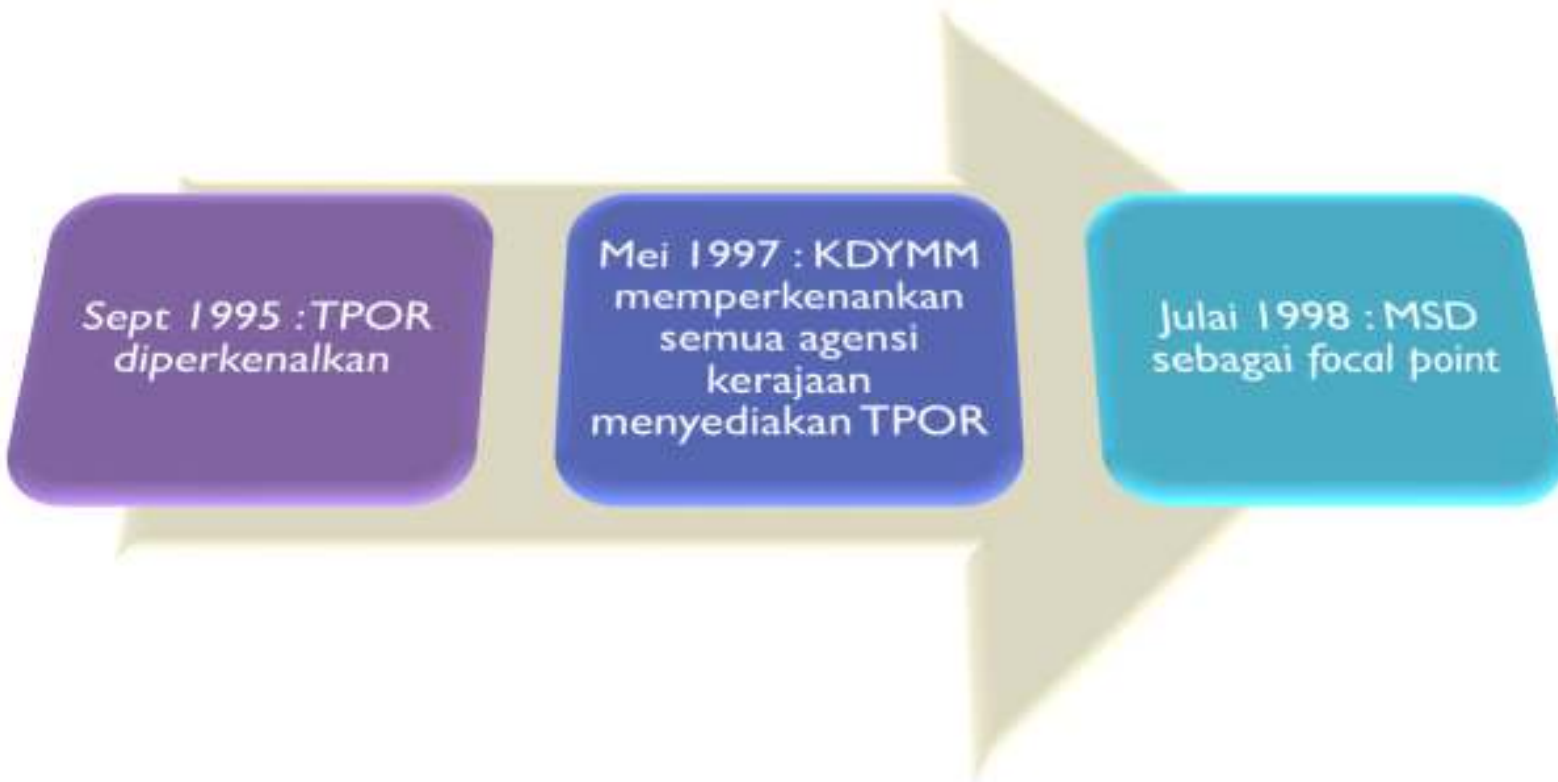 Sept 1995 : TPOR
diperkenalkan
Mei 1997 : KDYMM
memperkenankan
semua agensi
kerajaan
menyediakan TPOR
Julai 1998 : MSD
sebagai focal point